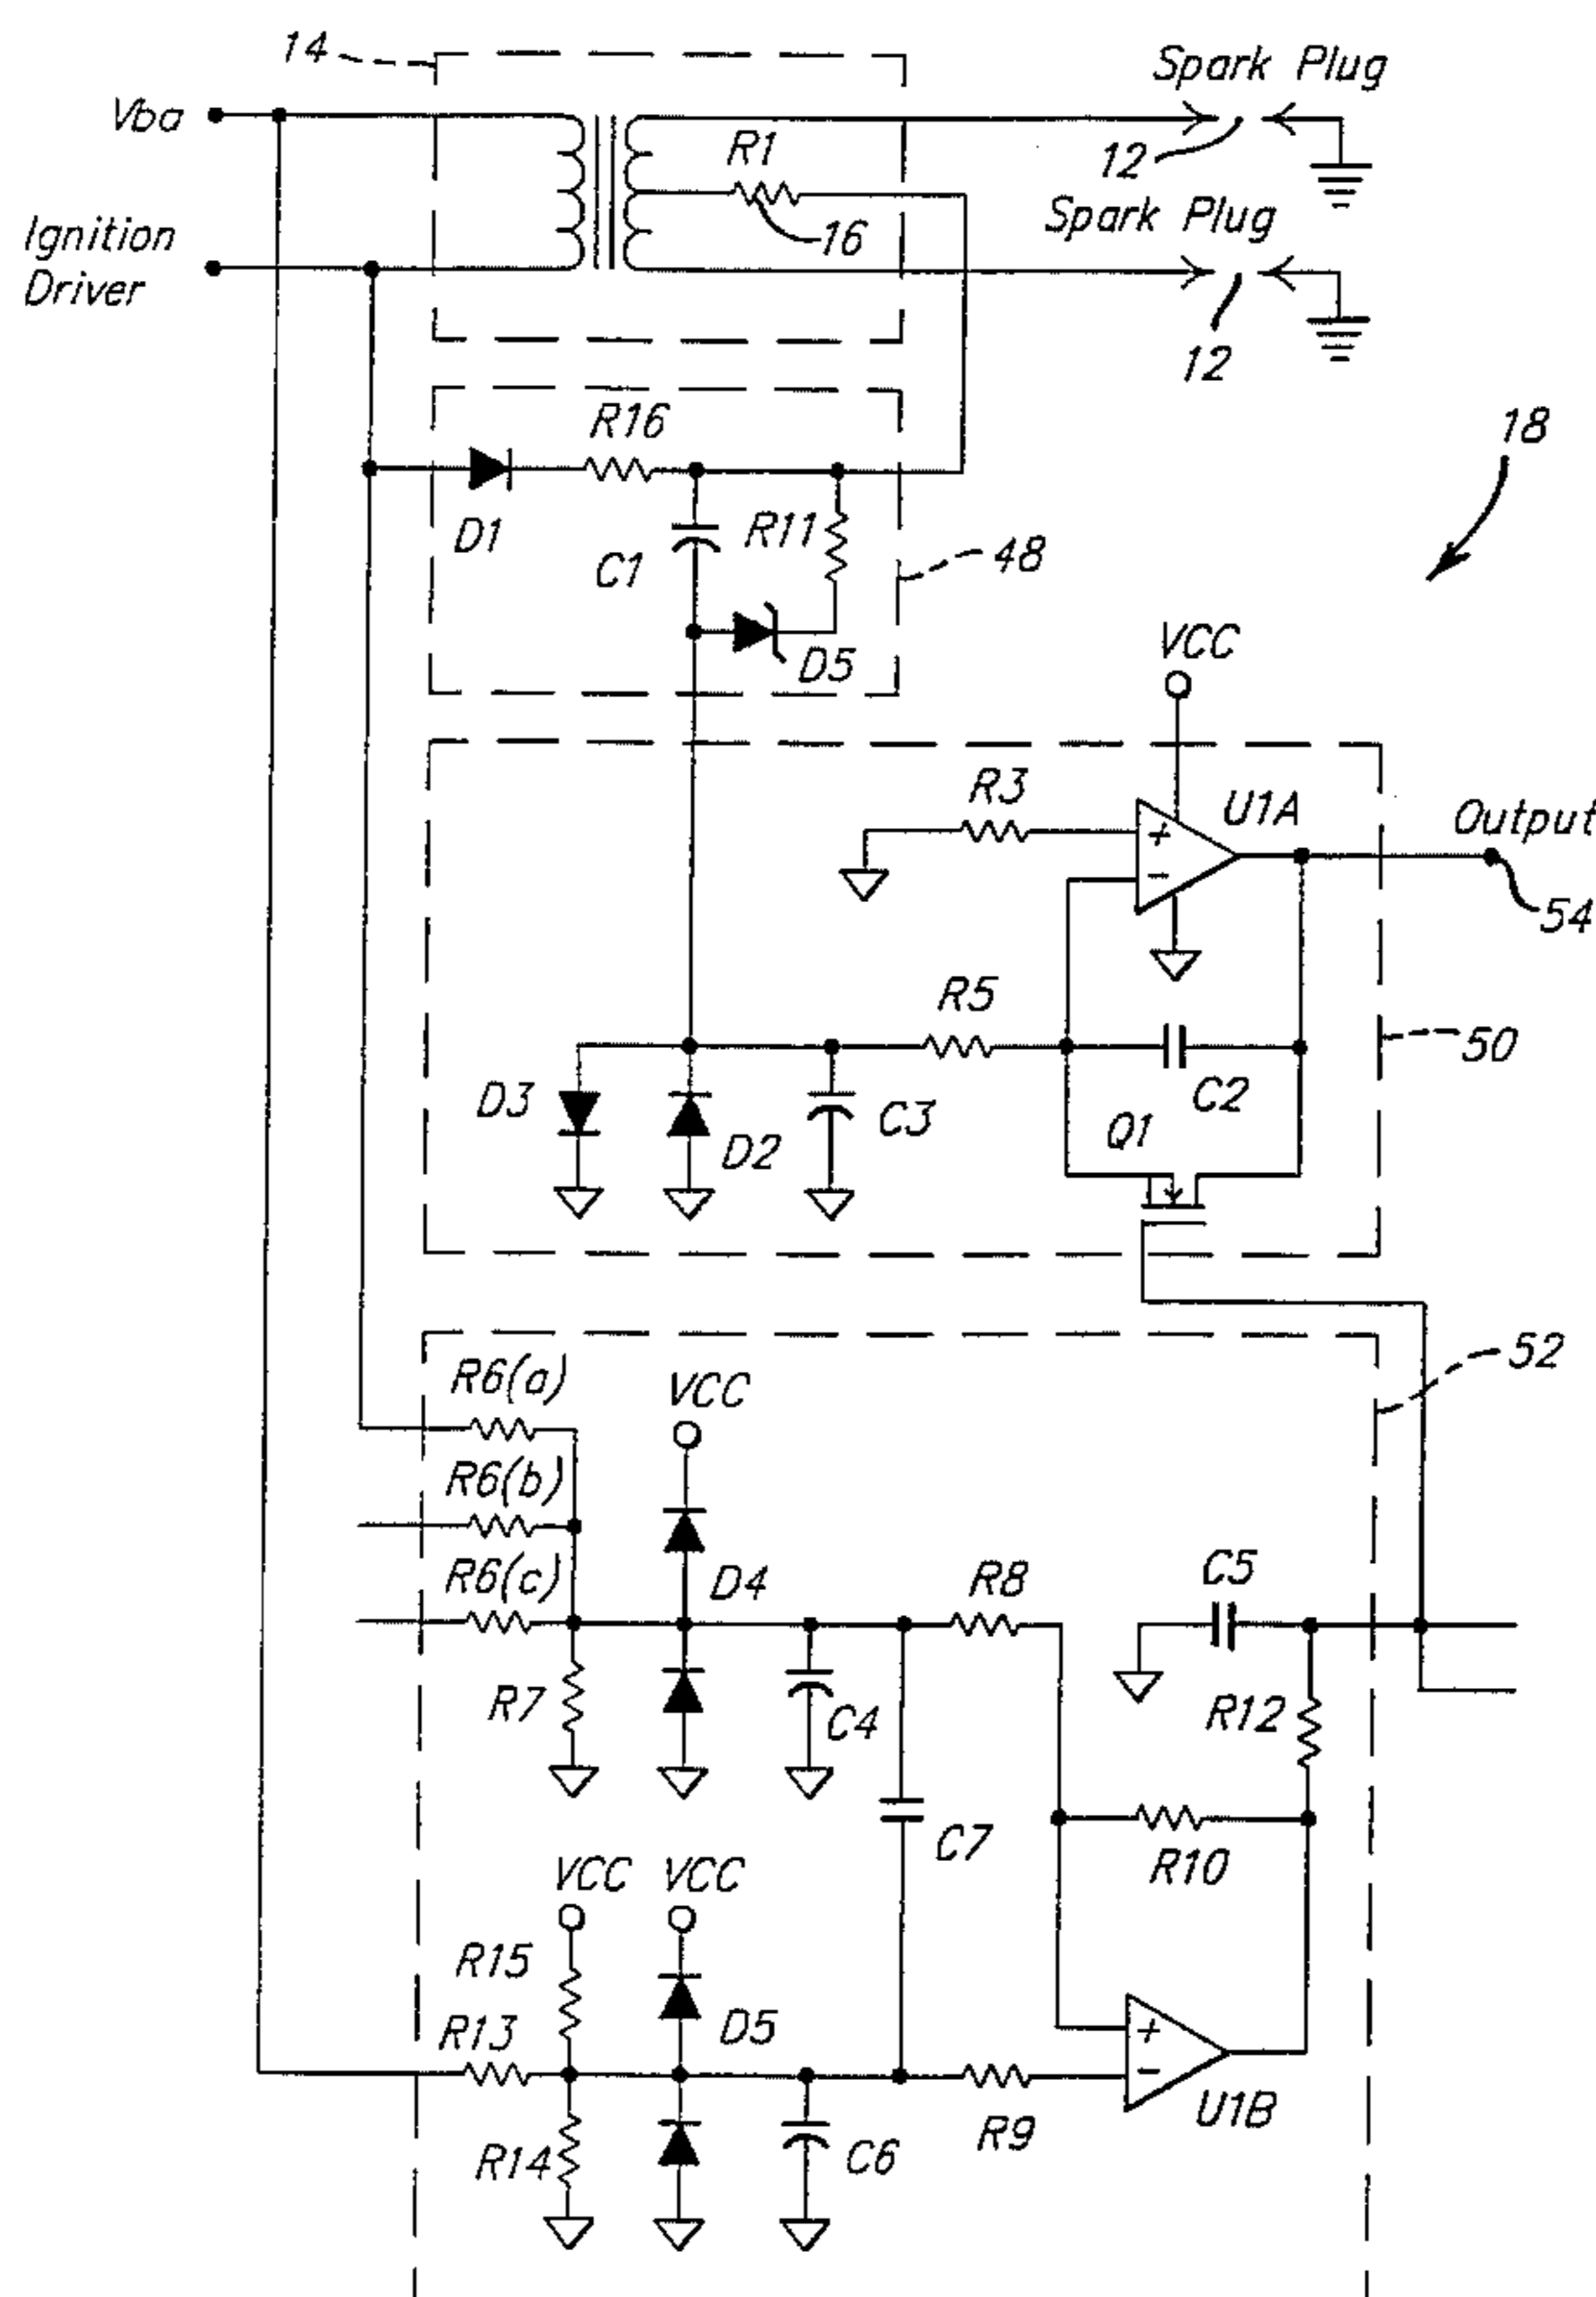 14
Spark Plug
Vba
R1
12
16
Spark Plug
Ignition
Driver
12
18
R16
D1
R11
C1
48
D5
VCC
R3
U1A
+
−
Output
54
R5
50
D3
D2
C3
C2
Q1
52
R6(a)
VCC
R6(b)
R6(c)
D4
R8
C5
R7
C4
R12
C7
R10
VCC
VCC
R15
R13
D5
+
−
R14
C6
R9
U1B